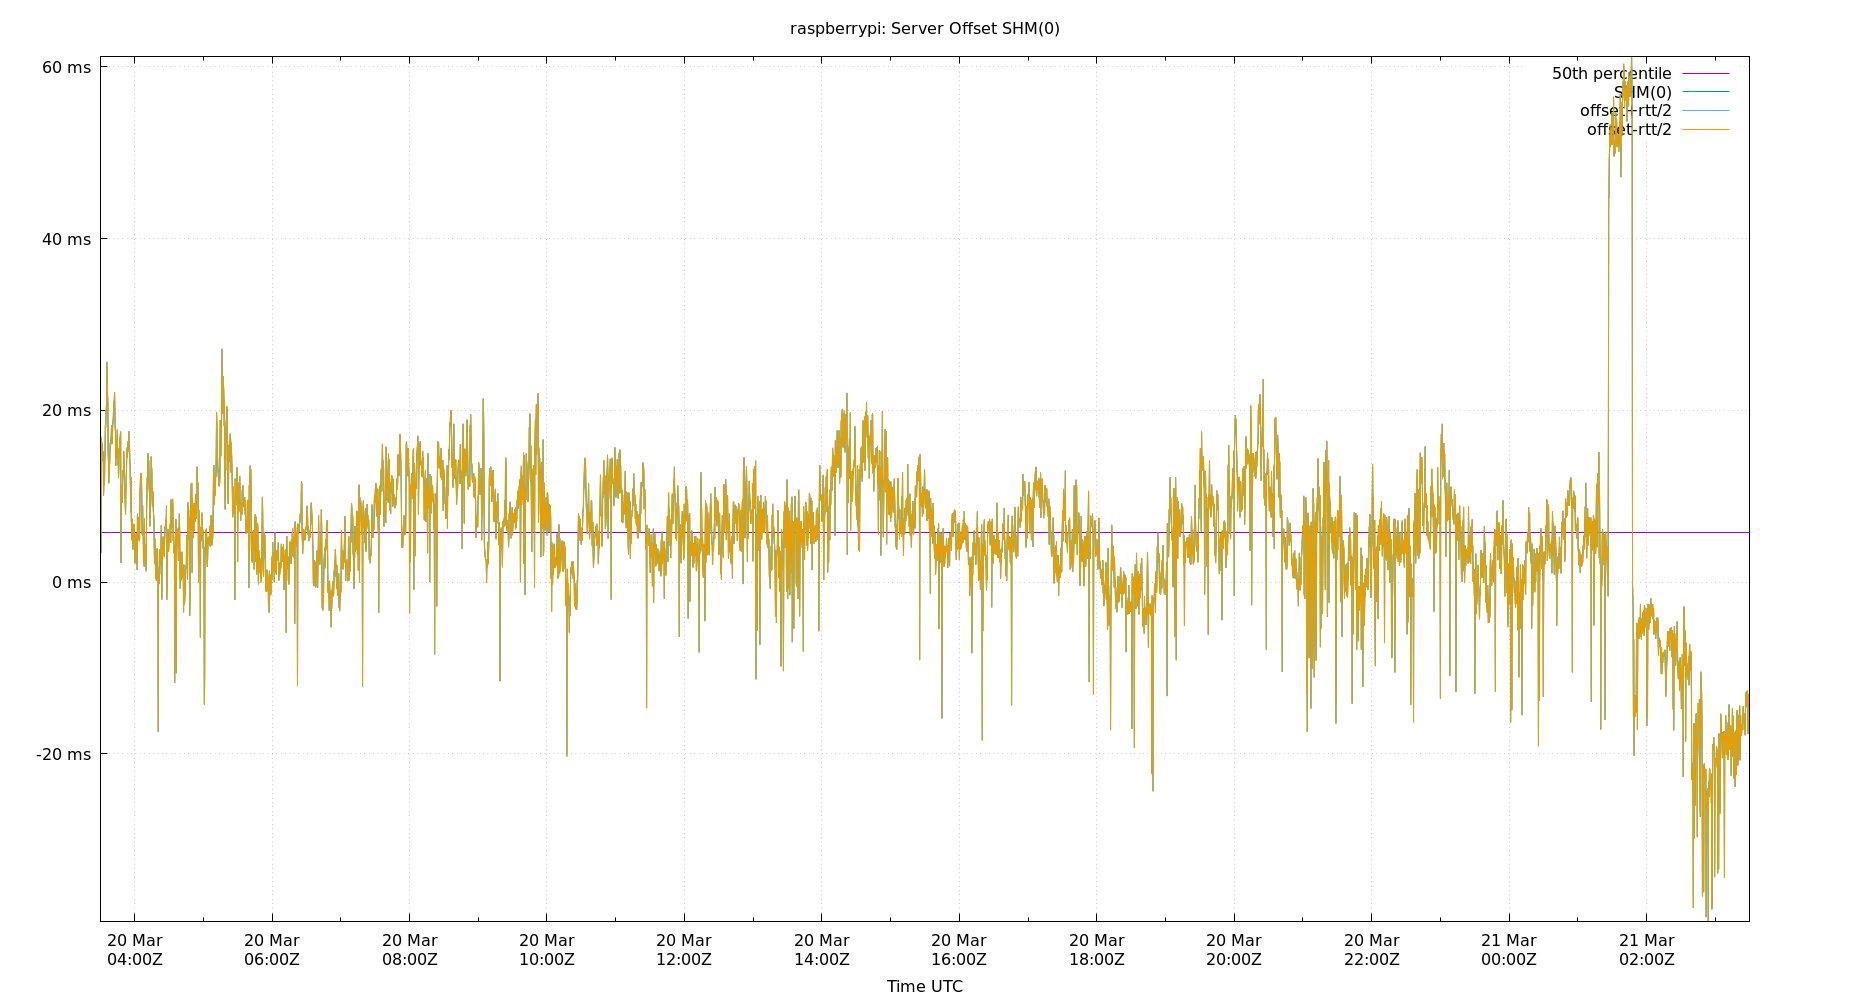 raspberrypi: Server Offset SHM(0)
60 ms
40 ms
20 ms
0 ms
-20 ms
50th percentile
SHM(0)
offset+rtt/2
offset-rtt/2
20 Mar 20 Mar 20 Mar 20 Mar 20 Mar 20 Mar 20 Mar 20 Mar 20 Mar 20 Mar 21 Mar 21 Mar
04:00Z 06:00Z 08:00Z 10:00Z 12:00Z 14:00Z 16:00Z 18:00Z 20:00Z 22:00Z 00:00Z 02:00Z
Time UTC